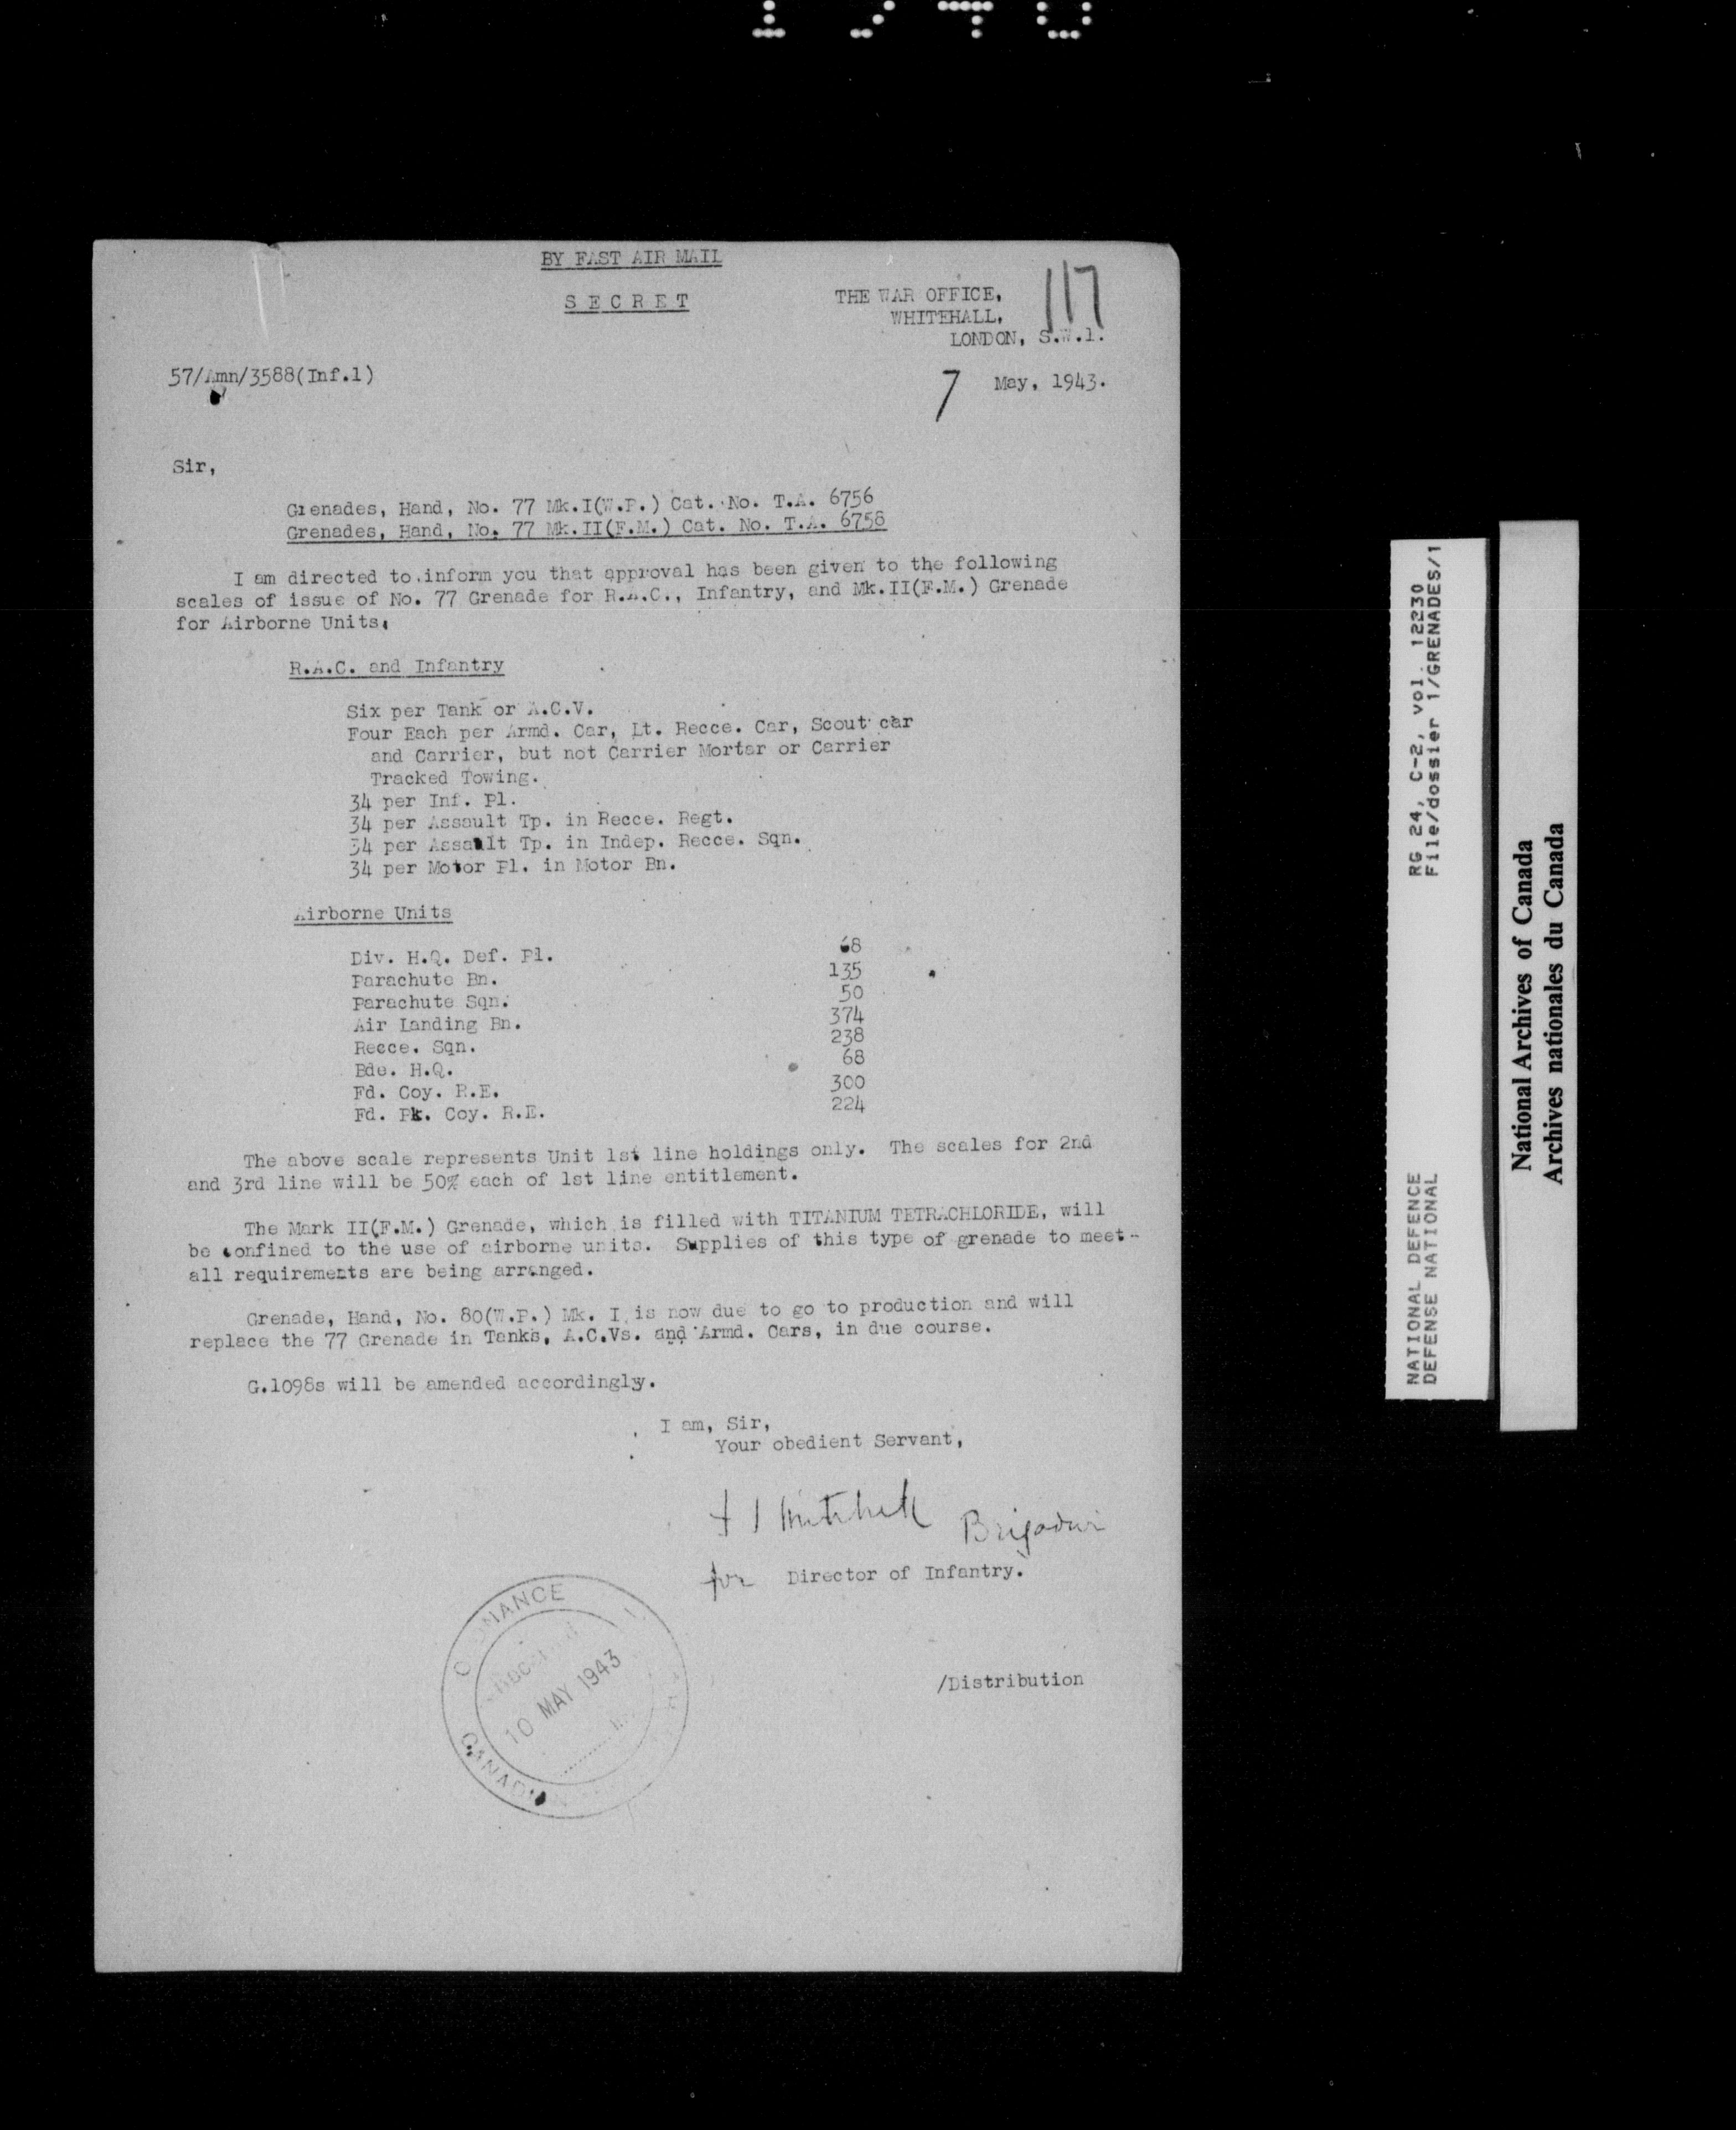 BY FAST AIR MAIL
SECRET
117
THE WAR OFFICE,
WHITEHALL,
LONDON, S.W.1.
57/Amn/3588(Inf.1)
7 May, 1943.
Sir,
Grenades, Hand, No. 77 Mk.I(W.P.) Cat. No. T.A. 6756
Grenades, Hand, No. 77 Mk.II(F.M.) Cat. No. T.A. 6758
I am directed to inform you that approval has been given to the following
scales of issue of No. 77 Grenade for R.A.C., Infantry, and Mk.II(F.M.) Grenade
for Airborne Units.
R.A.C. and Infantry
Six per Tank or A.C.V.
Four Each per Armd. Car, Lt. Recce. Car, Scout car
and Carrier, but not Carrier Mortar or Carrier
Tracked Towing.
34 per Inf. Pl.
34 per Assault Tp. in Recce. Regt.
34 per Assault Tp. in Indep. Recce. Sqn.
34 per Motor Pl. in Motor Bn.
Airborne Units
Div. H.Q. Def. Pl. 68
Parachute Bn. 135
Parachute Sqn. 50
Air Landing Bn. 374
Recce. Sqn. 238
Bde. H.Q. 68
Fd. Coy. R.E. 300
Fd. Pk. Coy. R.E. 224
The above scale represents Unit 1st line holdings only. The scales for 2nd
and 3rd line will be 50% each of 1st line entitlement.
The Mark II(F.M.) Grenade, which is filled with TITANIUM TETRACHLORIDE, will
be confined to the use of airborne units. Supplies of this type of grenade to meet-
all requirements are being arranged.
Grenade, Hand, No. 80(W.P.) Mk. I is now due to go to production and will
replace the 77 Grenade in Tanks, A.C.Vs. and Armd. Cars, in due course.
G.1098s will be amended accordingly.
I am, Sir,
Your obedient Servant,
Mitchell Brigadier
for Director of Infantry.
10 MAY 1943
/Distribution
NATIONAL DEFENCE RG 24, C-2, vol. 12230
DEFENSE NATIONAL File/dossier 1/GRENADES/1
National Archives of Canada
Archives nationales du Canada